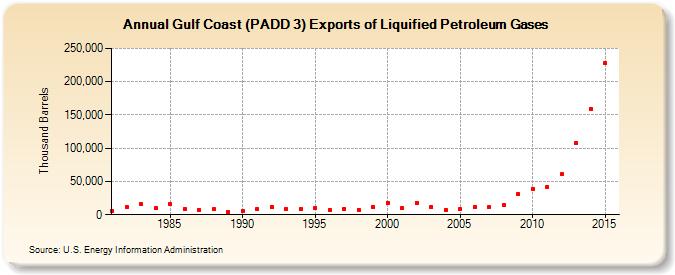 Annual Gulf Coast (PADD 3) Exports of Liquified Petroleum Gases
Thousand Barrels
250,000
200,000
150,000
100,000
50,000
0
1985 1990 1995 2000 2005 2010 2015
Source: U.S. Energy Information Administration